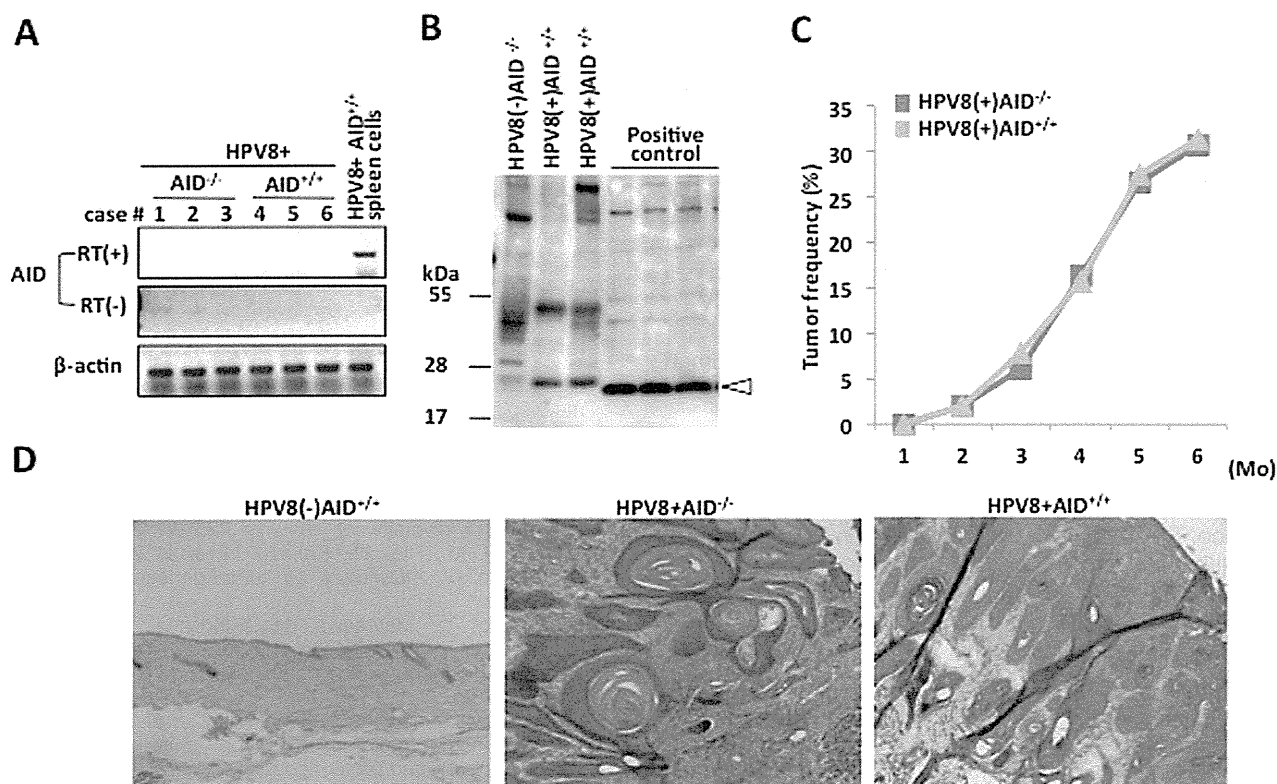 A
HPV8+
AID-/-
AID+/+
HPV8+ AID+/+
spleen cells
case # 1 2 3 4 5 6
AID
RT(+)
RT(-)
β-actin
B
HPV8(-)AID -/-
HPV8(+)AID +/+
HPV8(+)AID +/+
Positive
control
kDa
55
28
17
C
HPV8(+)AID-/-
HPV8(+)AID+/+
Tumor frequency (%)
35
30
25
20
15
10
5
0
1 2 3 4 5 6 (Mo)
D
HPV8(-)AID+/+
HPV8+AID-/-
HPV8+AID+/+